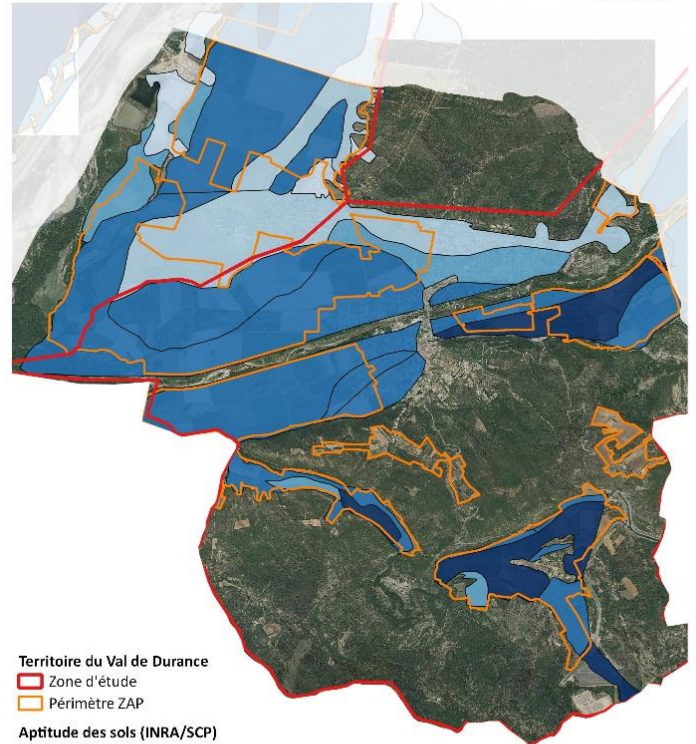 Territoire du Val de Durance
Zone d'étude
Périmètre ZAP
Aptitude des sols (INRA/SCP)